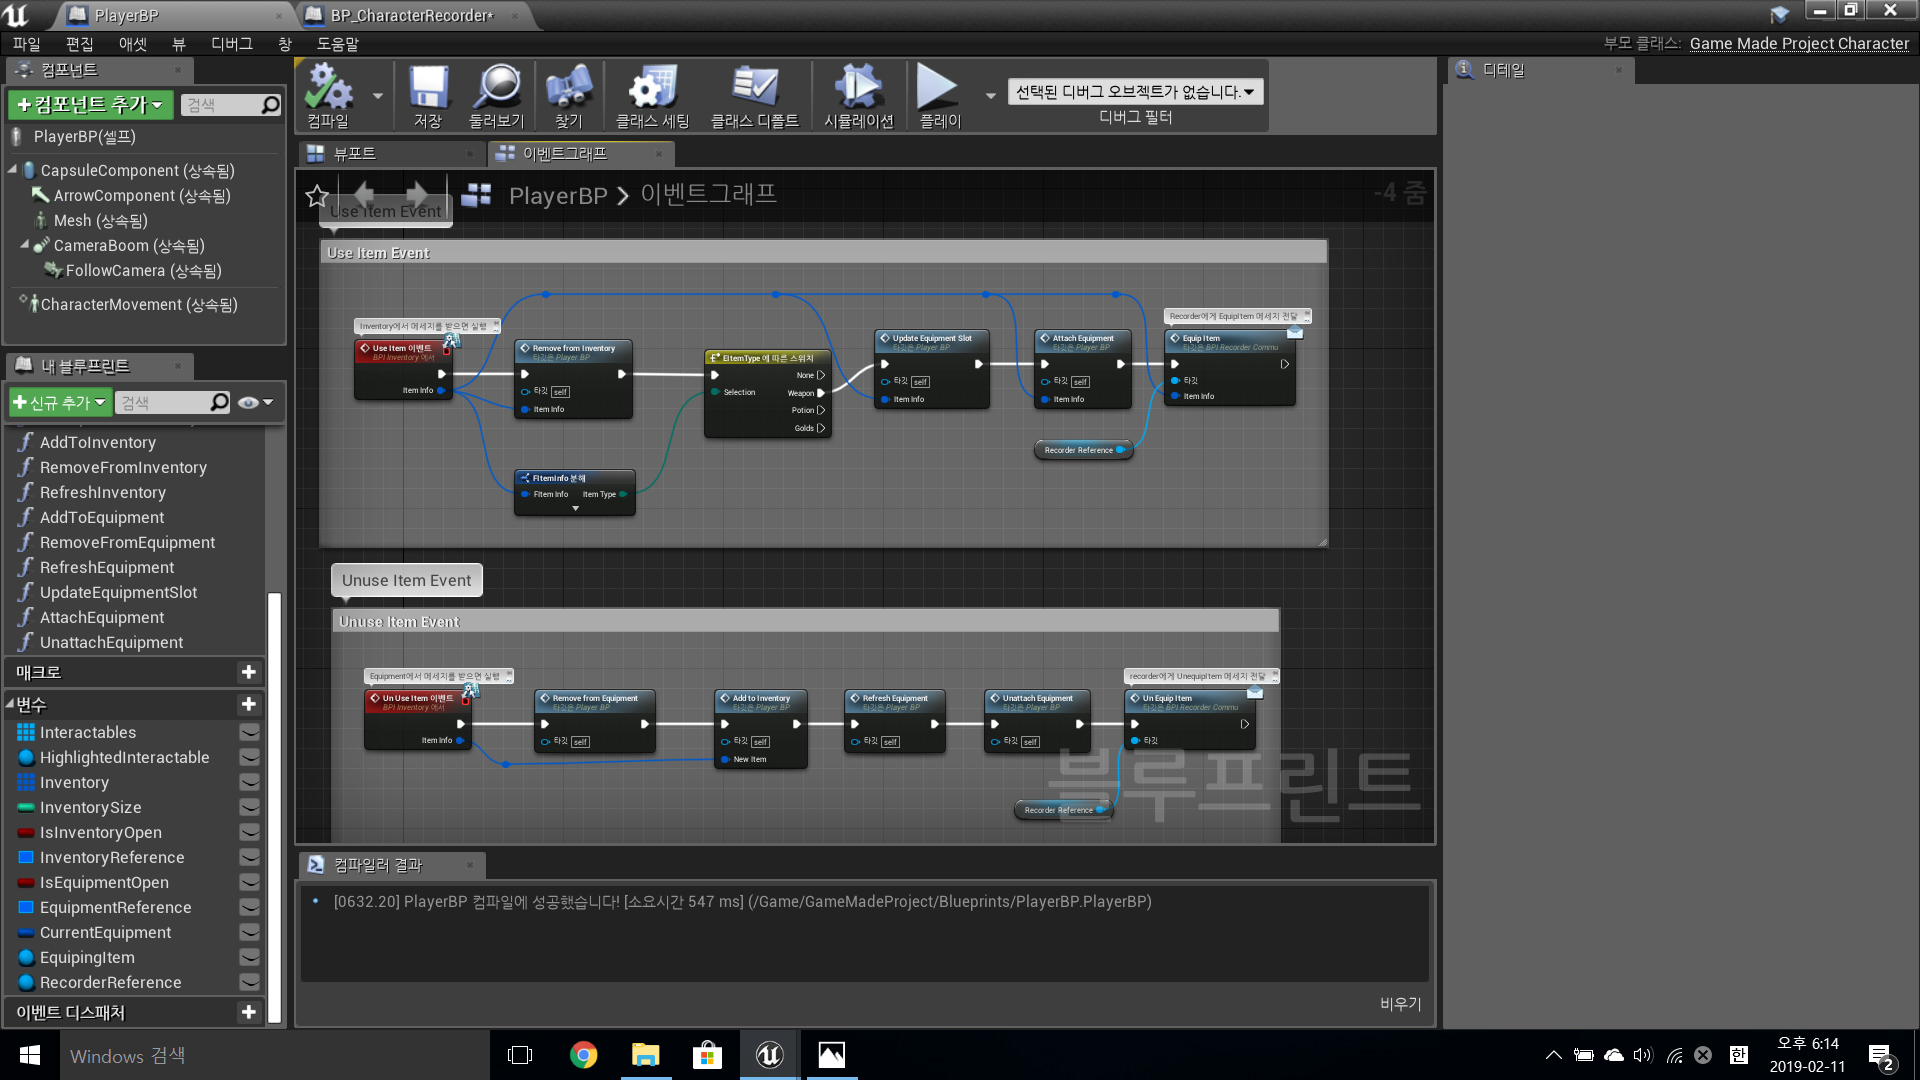 PlayerBP
BP_CharacterRecorder*
파일 편집 애셋 뷰 디버그 창 도움말
부모 클래스: Game Made Project Character
컴포넌트
+컴포넌트 추가
검색
PlayerBP(셀프)
CapsuleComponent (상속됨)
ArrowComponent (상속됨)
Mesh (상속됨)
CameraBoom (상속됨)
FollowCamera (상속됨)
CharacterMovement (상속됨)
내 블루프린트
+신규 추가
검색
AddToInventory
RemoveFromInventory
RefreshInventory
AddToEquipment
RemoveFromEquipment
RefreshEquipment
UpdateEquipmentSlot
AttachEquipment
UnattachEquipment
매크로
변수
Interactables
HighlightedInteractable
Inventory
InventorySize
IsInventoryOpen
InventoryReference
IsEquipmentOpen
EquipmentReference
CurrentEquipment
EquipingItem
RecorderReference
이벤트 디스패처
컴파일
저장
둘러보기
찾기
클래스 세팅
클래스 디폴트
시뮬레이션
플레이
선택된 디버그 오브젝트가 없습니다.
디버그 필터
뷰포트
이벤트그래프
PlayerBP > 이벤트그래프
-4 줌
Use Item Event
Use Item Event
Inventory에서 메세지를 받으면 실행
Use Item 이벤트
BPI Inventory 에서
Item Info
Remove from Inventory
타깃은 Player BP
타깃 self
Item Info
FItemInfo 분해
FItem Info
Item Type
EItemType 에 따른 스위치
Selection
None
Weapon
Potion
Golds
Update Equipment Slot
타깃은 Player BP
타깃 self
Item Info
Attach Equipment
타깃은 Player BP
타깃 self
Item Info
Recorder Reference
Recorder에게 EquipItem 메세지 전달
Equip Item
타깃은 BPI Recorder Commu
타깃
Item Info
Unuse Item Event
Unuse Item Event
Equipment에서 메세지를 받으면 실행
Un Use Item 이벤트
BPI Inventory 에서
Item Info
Remove from Equipment
타깃은 Player BP
타깃 self
Add to Inventory
타깃은 Player BP
타깃 self
New Item
Refresh Equipment
타깃은 Player BP
타깃 self
Unattach Equipment
타깃은 Player BP
타깃 self
recorder에게 UnequipItem 메세지 전달
Un Equip Item
타깃은 BPI Recorder Commu
타깃
Recorder Reference
블루프린트
컴파일러 결과
[0632.20] PlayerBP 컴파일에 성공했습니다! [소요시간 547 ms] (/Game/GameMadeProject/Blueprints/PlayerBP.PlayerBP)
비우기
디테일
Windows 검색
한
오후 6:14
2019-02-11
2